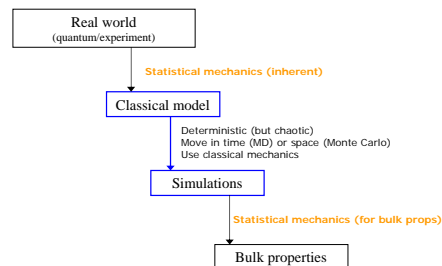 Real world
(quantum/experiment)
Statistical mechanics (inherent)
Classical model
Deterministic (but chaotic)
Move in time (MD) or space (Monte Carlo)
Use classical mechanics
Simulations
Statistical mechanics (for bulk props)
Bulk properties